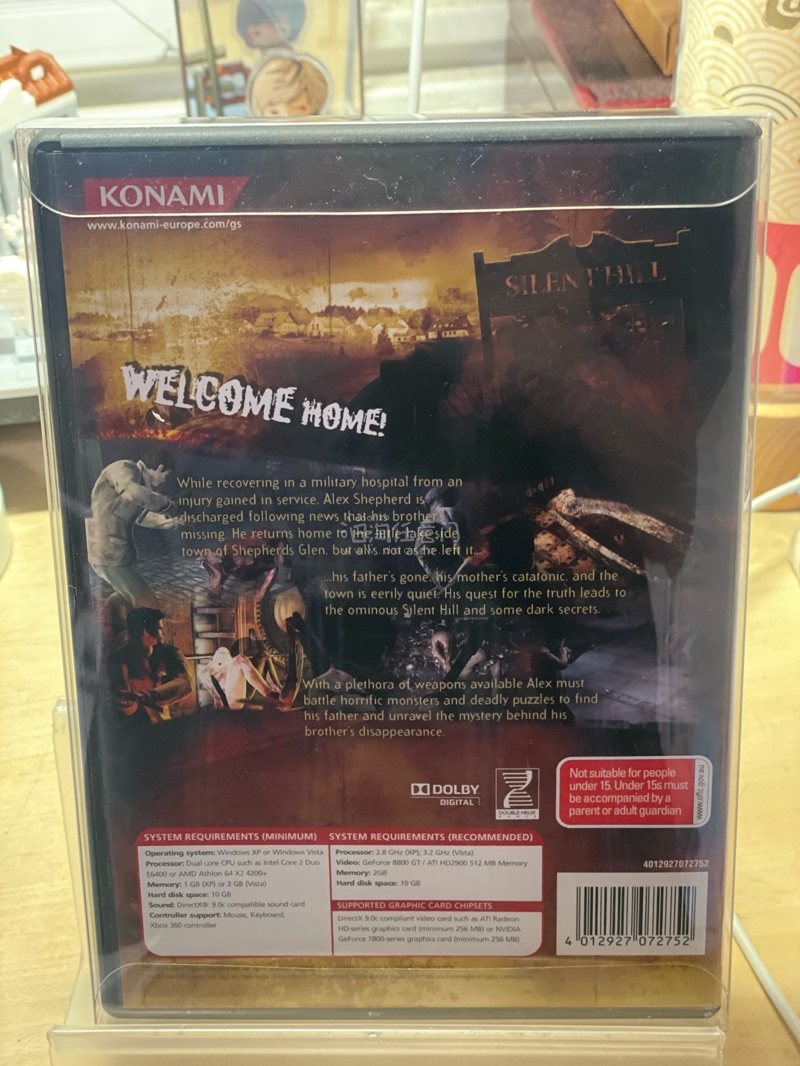 KONAMI
www.konami-europe.com/gs
SILENT HILL
WELCOME HOME!
While recovering in a military hospital from an
injury gained in service, Alex Shepherd is
discharged following news that his brother
missing. He returns home to the little lake side
town of Shepherds Glen, but all's not as he left it...
...his father's gone, his mother's catatonic, and the
town is eerily quiet. His quest for the truth leads to
the ominous Silent Hill and some dark secrets.
With a plethora of weapons available Alex must
battle horrific monsters and deadly puzzles to find
his father and unravel the mystery behind his
brother's disappearance.
DOLBY
DIGITAL
DOUBLE HELIX
GAMES
Not suitable for people
under 15. Under 15s must
be accompanied by a
parent or adult guardian
www.oflc.gov.au
SYSTEM REQUIREMENTS (MINIMUM)
Operating system: Windows XP or Windows Vista
Processor: Dual core CPU such as Intel Core 2 Duo
E6400 or AMD Athlon 64 X2 4200+
Memory: 1 GB (XP) or 2 GB (Vista)
Hard disk space: 10 GB
Sound: DirectX® 9.0c compatible sound card
Controller support: Mouse, Keyboard,
Xbox 360 controller
SYSTEM REQUIREMENTS (RECOMMENDED)
Processor: 2.8 GHz (XP); 3.2 GHz (Vista)
Video: GeForce 8800 GT / ATI HD2900 512 MB Memory
Memory: 2GB
Hard disk space: 10 GB
SUPPORTED GRAPHIC CARD CHIPSETS
DirectX 9.0c compliant video card such as ATI Radeon
HD-series graphics card (minimum 256 MB) or NVIDIA
GeForce 7800-series graphics card (minimum 256 MB)
4012927072752
4 012927 072752